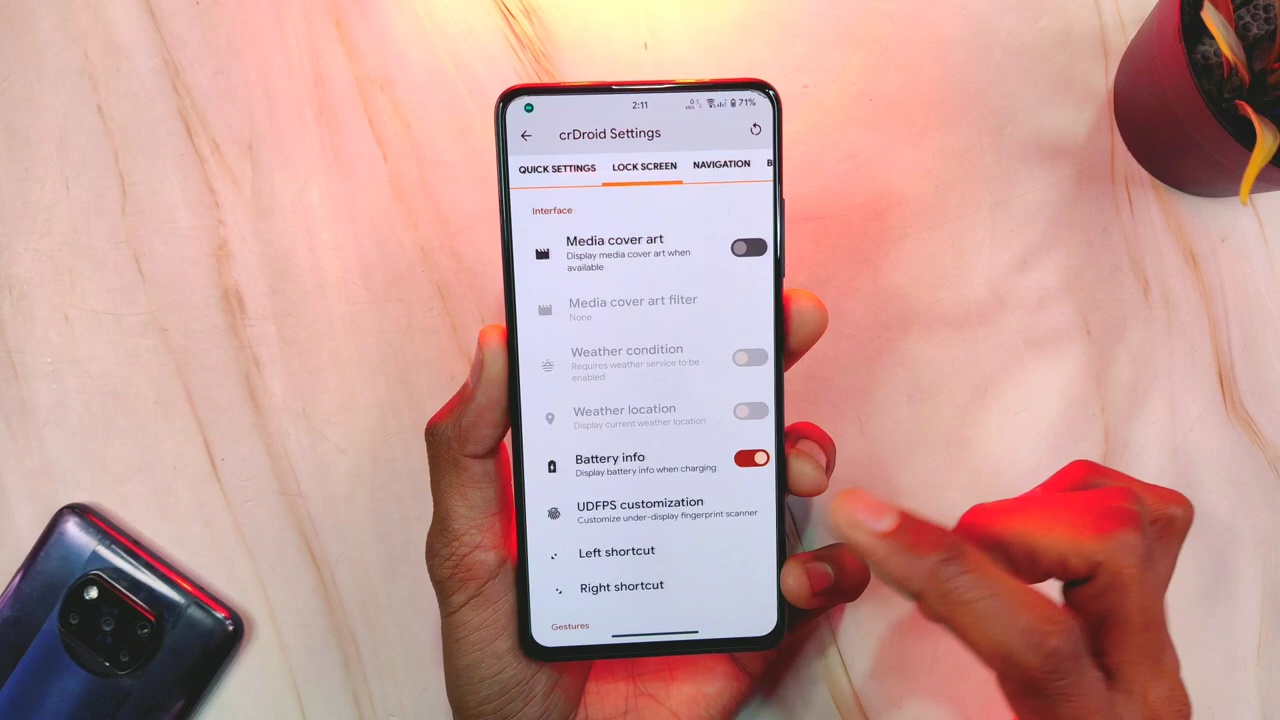 2:11
71%
crDroid Settings
QUICK SETTINGS LOCK SCREEN NAVIGATION B
Interface
Media cover art
Display media cover art when
available
Media cover art filter
None
Weather condition
Requires weather service to be
enabled
Weather location
Display current weather location
Battery info
Display battery info when charging
UDFPS customization
Customize under-display fingerprint scanner
Left shortcut
Right shortcut
Gestures